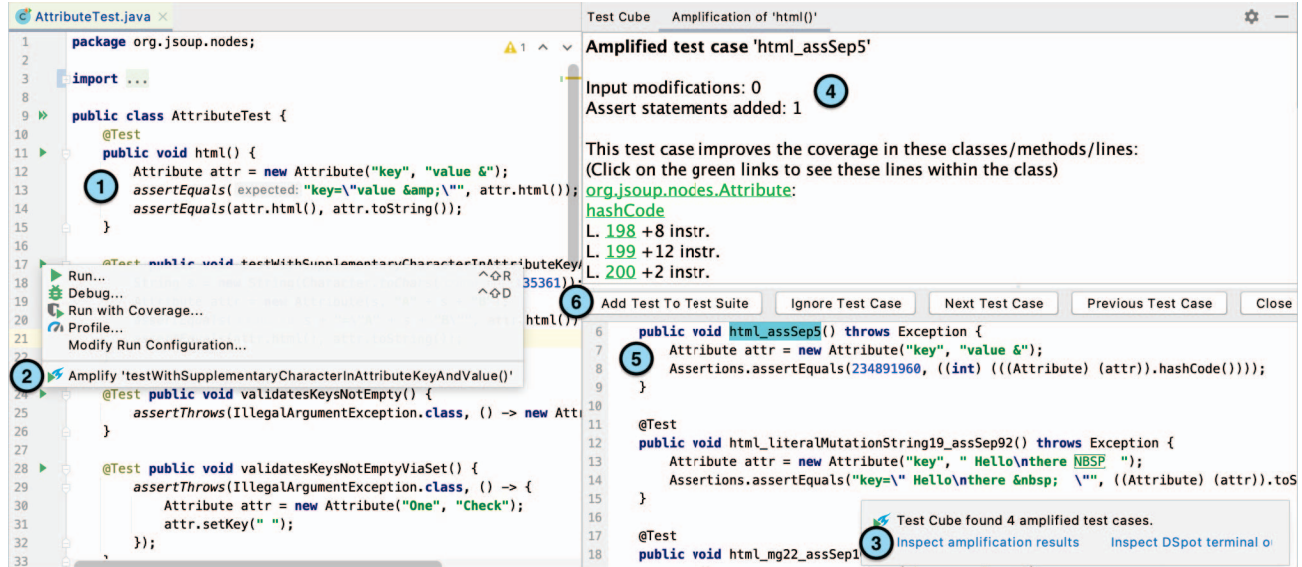 AttributeTest.java
1 package org.jsoup.nodes;
1
2
3 import ...
8
9 public class AttributeTest {
10 @Test
11 public void html() {
12 Attribute attr = new Attribute("key", "value &");
1
13 assertEquals( expected: "key=\"value &amp;\"", attr.html());
14 assertEquals(attr.html(), attr.toString());
15 }
16
17 @Test public void testWithSupplementaryCharacterInAttributeKeyA
18 35361));
19
20 html())
21
22
Run... ^⇧R
Debug... ^⇧D
Run with Coverage...
Profile...
Modify Run Configuration...
2
Amplify 'testWithSupplementaryCharacterInAttributeKeyAndValue()'
24 @Test public void validatesKeysNotEmpty() {
25 assertThrows(IllegalArgumentException.class, () -> new Att
26 }
27
28 @Test public void validatesKeysNotEmptyViaSet() {
29 assertThrows(IllegalArgumentException.class, () -> {
30 Attribute attr = new Attribute("One", "Check");
31 attr.setKey(" ");
32 });
33
Test Cube Amplification of 'html()'
Amplified test case 'html_assSep5'
Input modifications: 0
4
Assert statements added: 1
This test case improves the coverage in these classes/methods/lines:
(Click on the green links to see these lines within the class)
org.jsoup.nodes.Attribute:
hashCode
L. 198 +8 instr.
L. 199 +12 instr.
L. 200 +2 instr.
6
Add Test To Test Suite Ignore Test Case Next Test Case Previous Test Case Close
6 public void html_assSep5() throws Exception {
5
7 Attribute attr = new Attribute("key", "value &");
8 Assertions.assertEquals(234891960, ((int) (((Attribute) (attr)).hashCode())));
9 }
10
11 @Test
12 public void html_literalMutationString19_assSep92() throws Exception {
13 Attribute attr = new Attribute("key", " Hello\nthere NBSP  ");
14 Assertions.assertEquals("key=\" Hello\nthere &nbsp;  \"", ((Attribute) (attr)).toS
15 }
16
17 @Test
18 public void html_mg22_assSep1
Test Cube found 4 amplified test cases.
3
Inspect amplification results Inspect DSpot terminal